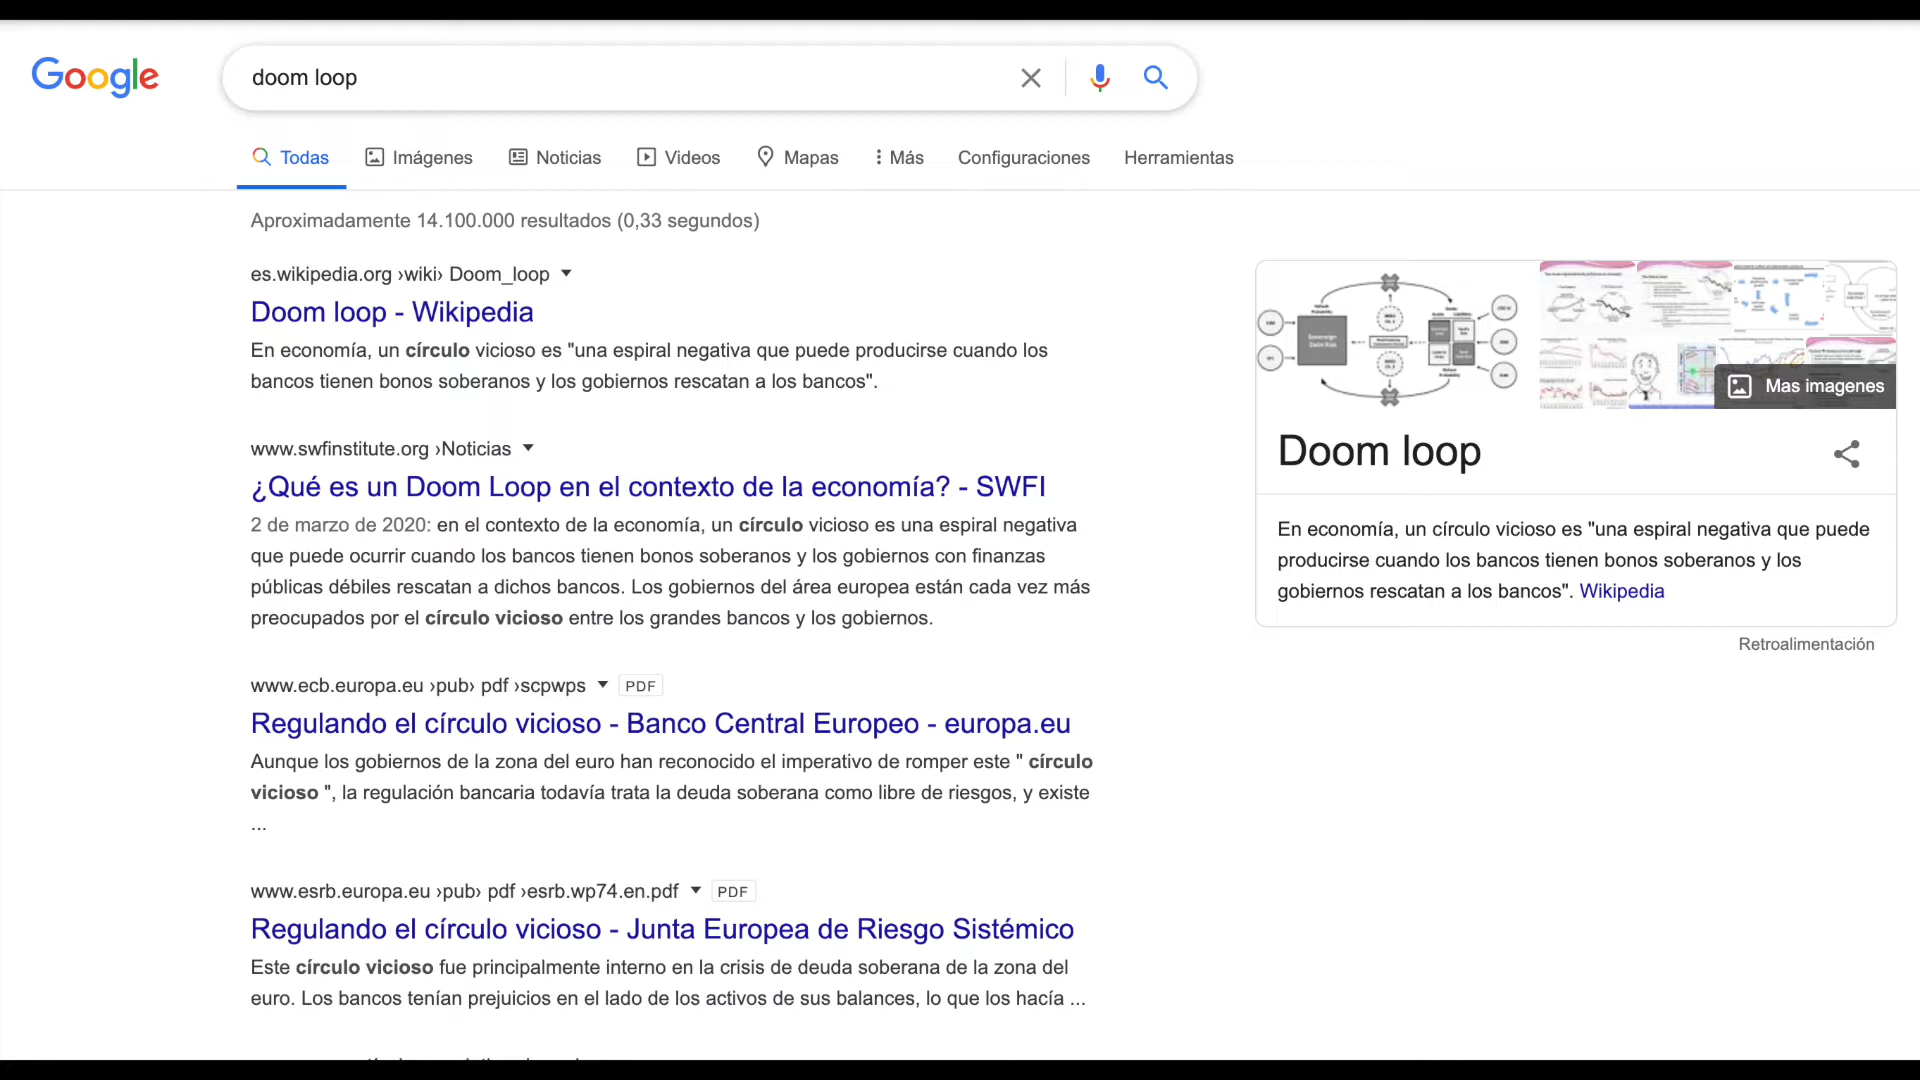 Google
doom loop
Todas Imágenes Noticias Videos Mapas Más Configuraciones Herramientas
Aproximadamente 14.100.000 resultados (0,33 segundos)
es.wikipedia.org ›wiki› Doom_loop
Doom loop - Wikipedia
En economía, un círculo vicioso es "una espiral negativa que puede producirse cuando los
bancos tienen bonos soberanos y los gobiernos rescatan a los bancos".
www.swfinstitute.org ›Noticias
¿Qué es un Doom Loop en el contexto de la economía? - SWFI
2 de marzo de 2020: en el contexto de la economía, un círculo vicioso es una espiral negativa
que puede ocurrir cuando los bancos tienen bonos soberanos y los gobiernos con finanzas
públicas débiles rescatan a dichos bancos. Los gobiernos del área europea están cada vez más
preocupados por el círculo vicioso entre los grandes bancos y los gobiernos.
www.ecb.europa.eu ›pub› pdf ›scpwps PDF
Regulando el círculo vicioso - Banco Central Europeo - europa.eu
Aunque los gobiernos de la zona del euro han reconocido el imperativo de romper este " círculo
vicioso ", la regulación bancaria todavía trata la deuda soberana como libre de riesgos, y existe
...
www.esrb.europa.eu ›pub› pdf ›esrb.wp74.en.pdf PDF
Regulando el círculo vicioso - Junta Europea de Riesgo Sistémico
Este círculo vicioso fue principalmente interno en la crisis de deuda soberana de la zona del
euro. Los bancos tenían prejuicios en el lado de los activos de sus balances, lo que los hacía ...
Mas imagenes
Doom loop
En economía, un círculo vicioso es "una espiral negativa que puede
producirse cuando los bancos tienen bonos soberanos y los
gobiernos rescatan a los bancos". Wikipedia
Retroalimentación